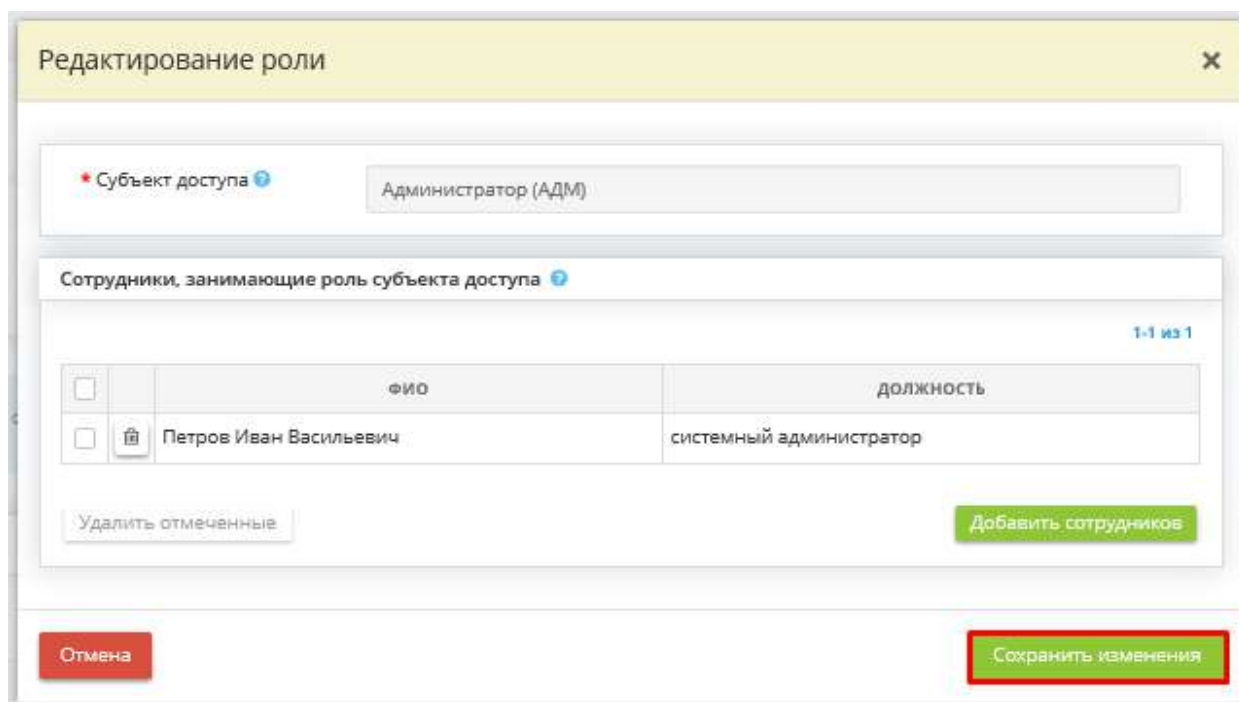 Редактирование роли
* Субъект доступа
Администратор (АДМ)
Сотрудники, занимающие роль субъекта доступа
1-1 из 1
ФИО ДОЛЖНОСТЬ
Петров Иван Васильевич системный администратор
Удалить отмеченные Добавить сотрудников
Отмена Сохранить изменения